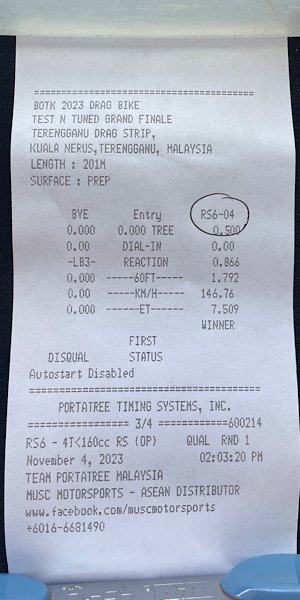 ==============================================
BOTK 2023 DRAG BIKE
TEST N TUNED GRAND FINALE
TERENGGANU DRAG STRIP,
KUALA NERUS,TERENGGANU, MALAYSIA
LENGTH : 201M
SURFACE : PREP
BYE Entry RS6-04
0.000 0.000 TREE 0.500
0.00 DIAL-IN 0.00
-LB3- REACTION 0.866
0.000 ------60FT------ 1.792
0.00 ------KM/H------ 146.76
0.000 -------ET------- 7.509
WINNER
FIRST
DISQUAL STATUS
Autostart Disabled
==============================================
PORTATREE TIMING SYSTEMS, INC.
==================== 3/4 =============600214
RS6 - 4T<160cc RS (OP) QUAL RND 1
November 4, 2023 02:03:20 PM
TEAM PORTATREE MALAYSIA
MUSC MOTORSPORTS - ASEAN DISTRIBUTOR
www.facebook.com/muscmotorsports
+6016-6681490